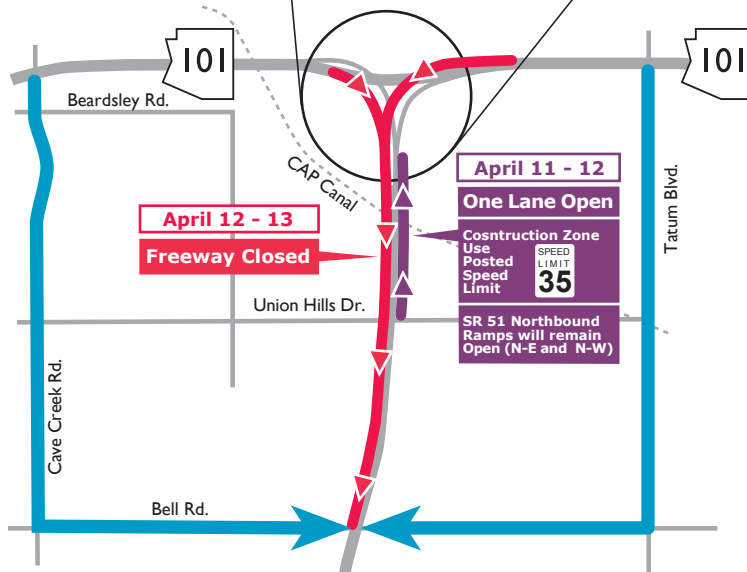 101
101
Beardsley Rd.
CAP Canal
April 11 - 12
One Lane Open
Cosntruction Zone
Use
Posted
Speed
Limit
SPEED
LIMIT
35
SR 51 Northbound
Ramps will remain
Open (N-E and N-W)
Tatum Blvd.
April 12 - 13
Freeway Closed
Union Hills Dr.
Cave Creek Rd.
Bell Rd.